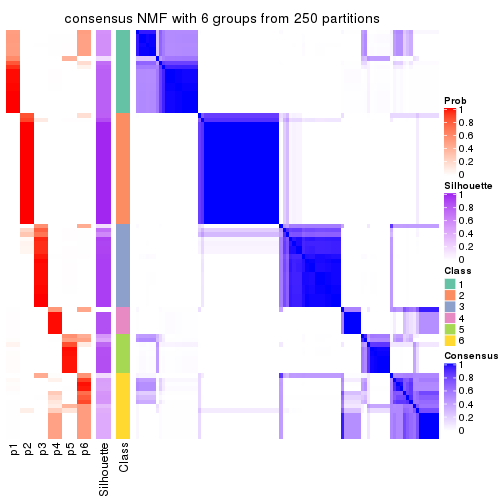 consensus NMF with 6 groups from 250 partitions
Prob
1
0.8
0.6
0.4
0.2
0
Silhouette
1
0.8
0.6
0.4
0.2
0
Class
1
2
3
4
5
6
Consensus
1
0.8
0.6
0.4
0.2
0
p1
p2
p3
p4
p5
p6
Silhouette
Class